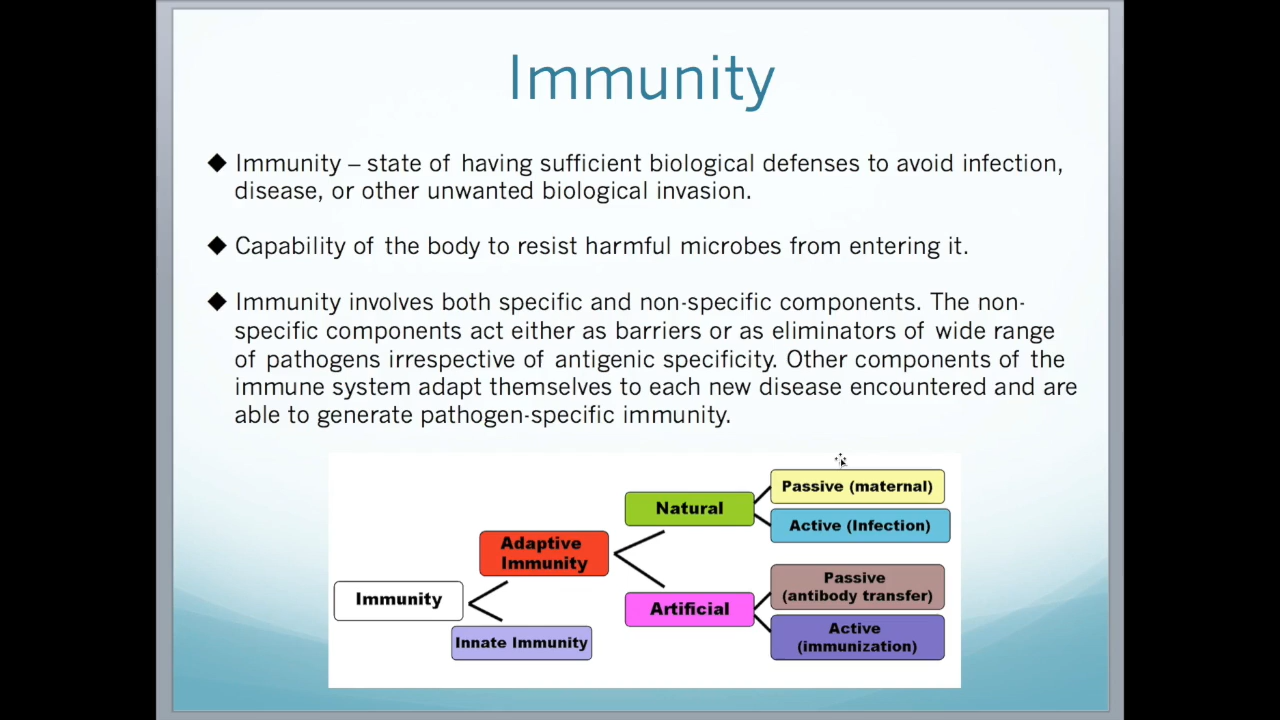 Immunity
◆ Immunity – state of having sufficient biological defenses to avoid infection,
disease, or other unwanted biological invasion.
◆ Capability of the body to resist harmful microbes from entering it.
◆ Immunity involves both specific and non-specific components. The non-
specific components act either as barriers or as eliminators of wide range
of pathogens irrespective of antigenic specificity. Other components of the
immune system adapt themselves to each new disease encountered and are
able to generate pathogen-specific immunity.
Immunity
Adaptive
Immunity
Innate Immunity
Natural
Artificial
Passive (maternal)
Active (Infection)
Passive
(antibody transfer)
Active
(immunization)